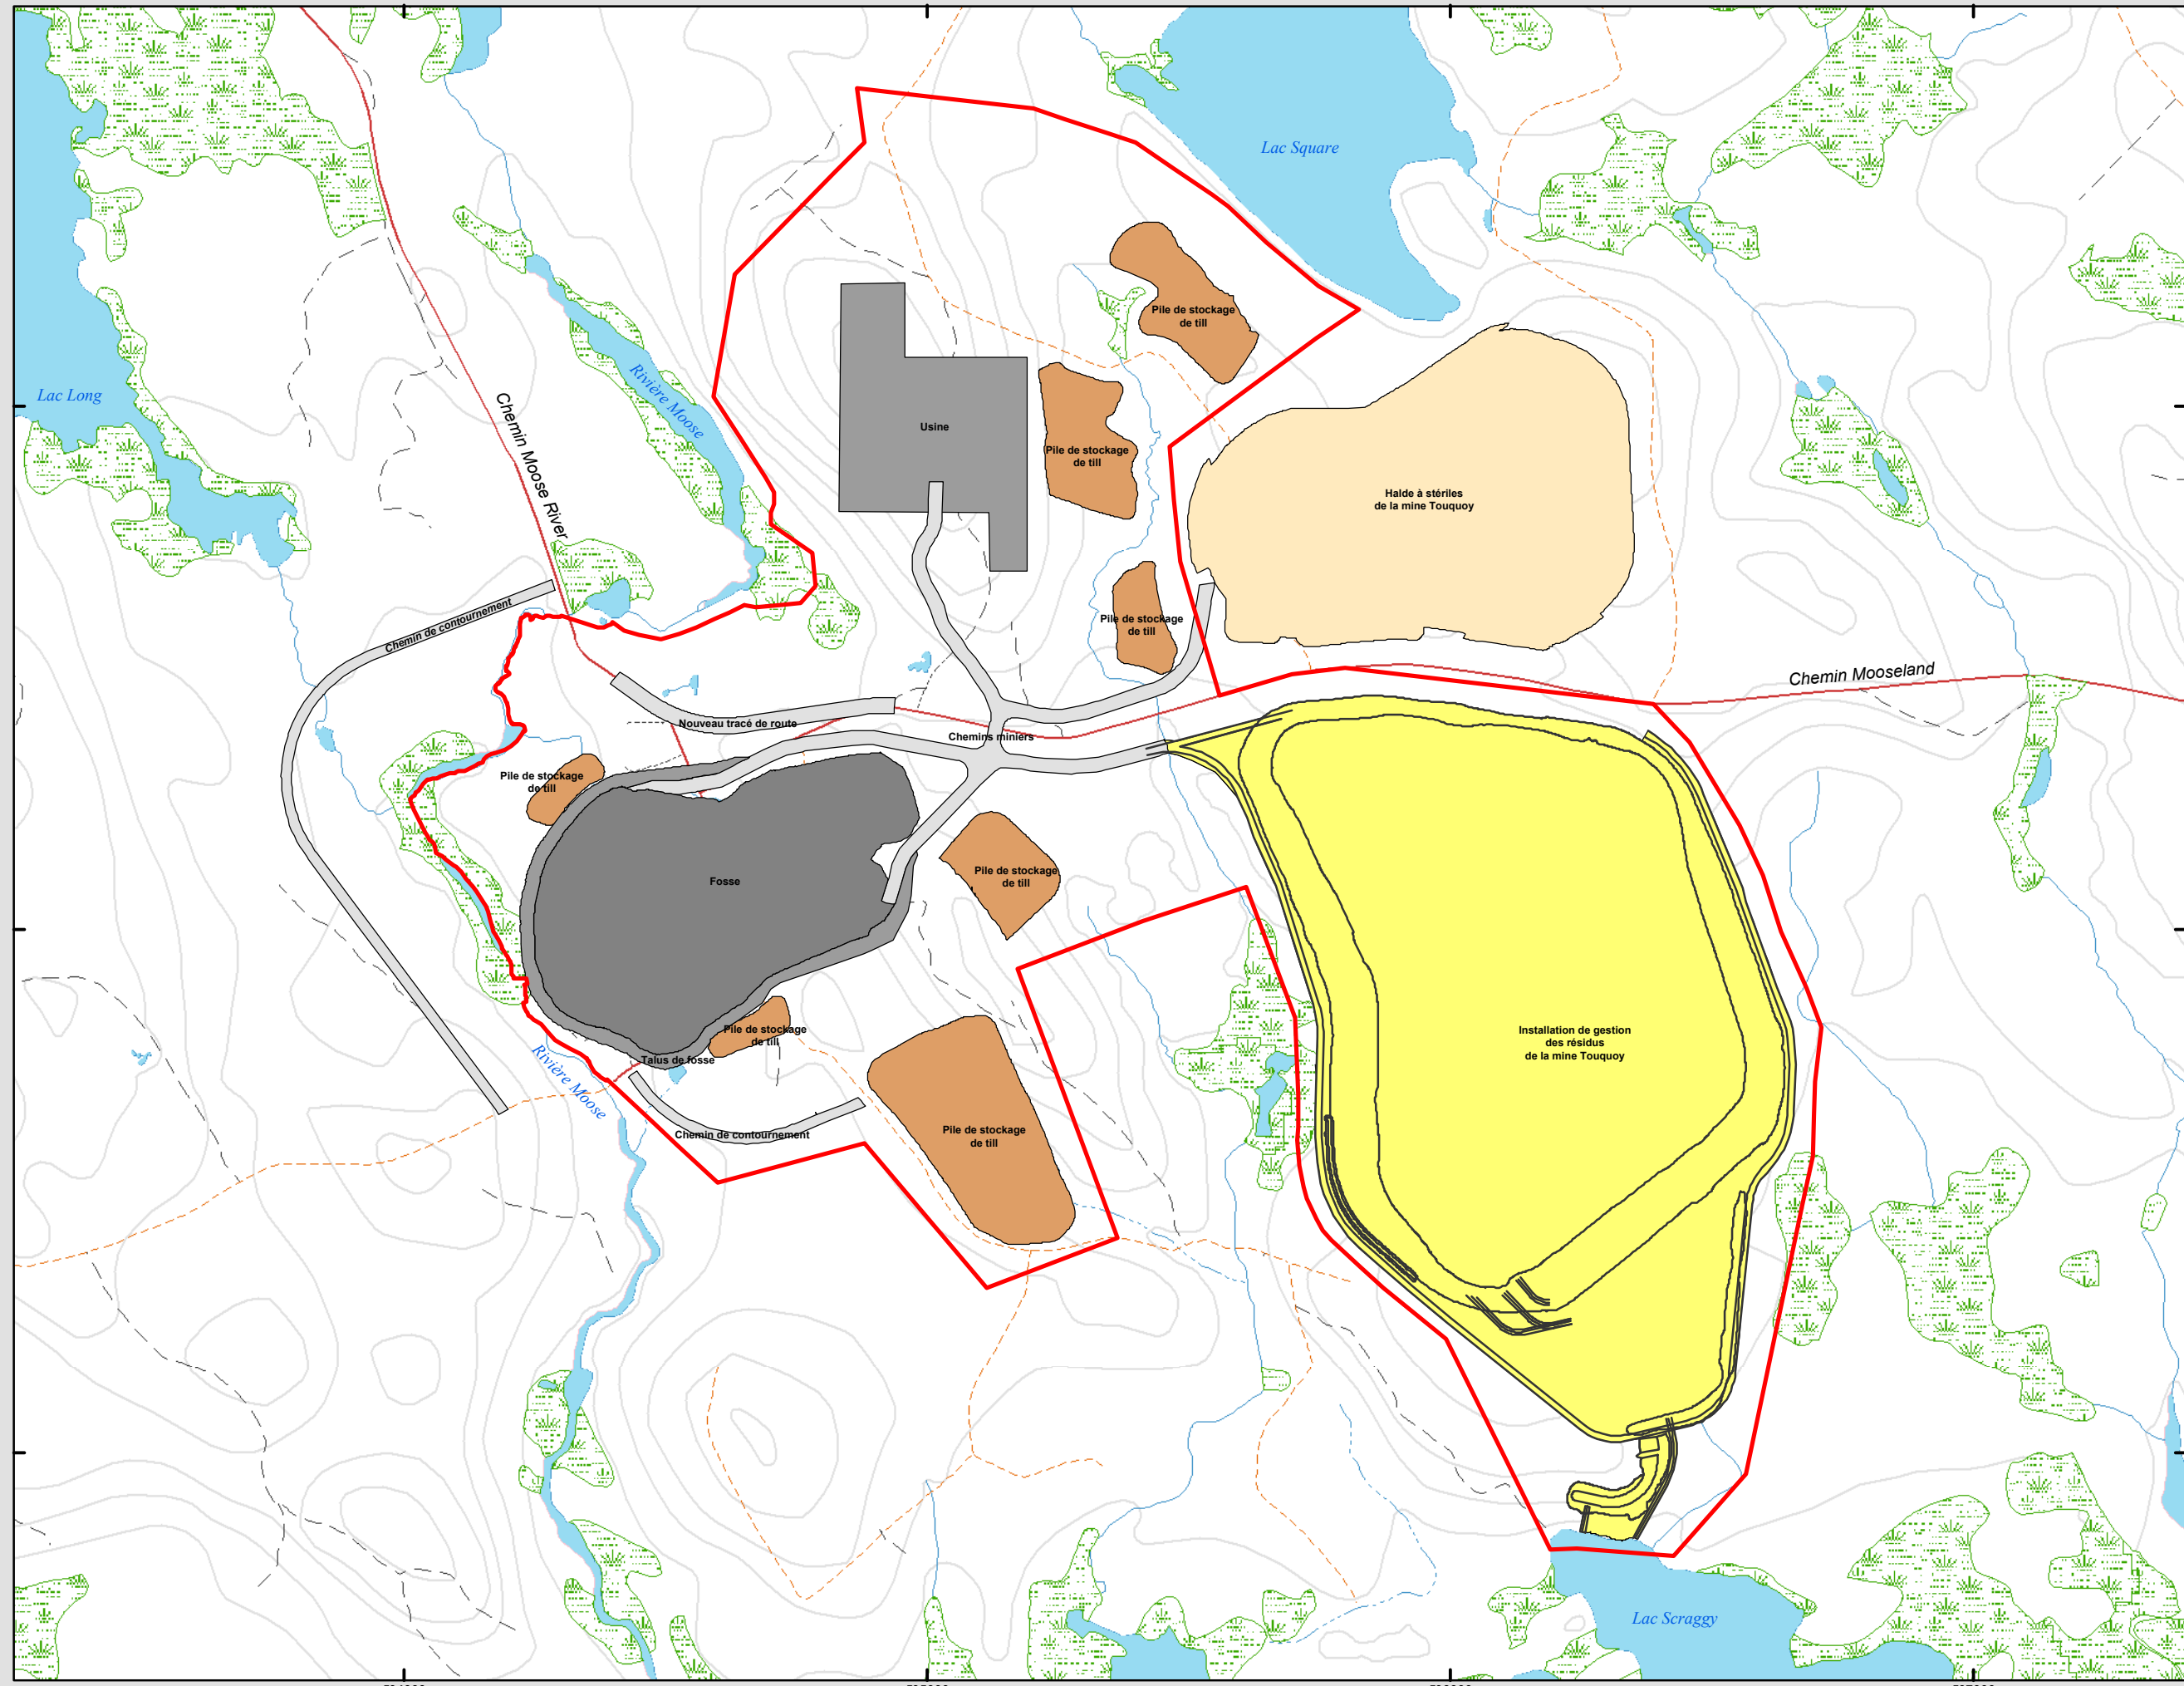 Lac Square
Pile de stockage
de till
Lac Long
Rivière Moose
Chemin Moose River
Usine
Pile de stockage
de till
Halde à stériles
de la mine Touquoy
Chemin de contournement
Pile de stockage
de till
Chemin Mooseland
Nouveau tracé de route
Chemins miniers
Pile de stockage
de till
Fosse
Pile de stockage
de till
Installation de gestion
des résidus
de la mine Touquoy
Pile de stockage
de till
Talus de fosse
Rivière Moose
Chemin de contournement
Pile de stockage
de till
Lac Scraggy